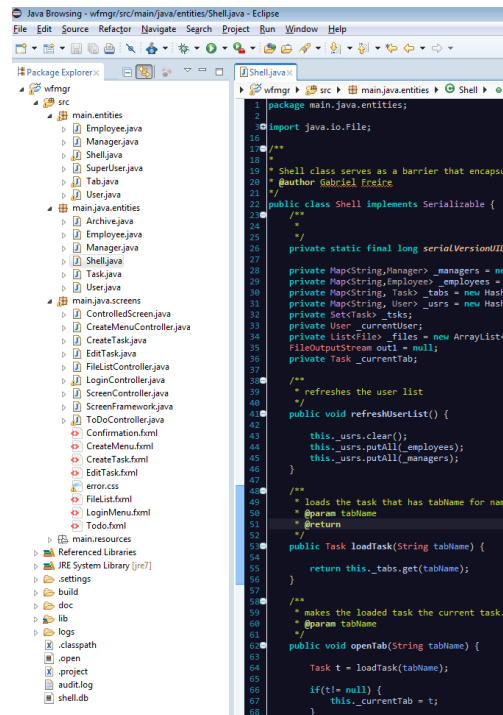 Java Browsing - wfmgr/src/main/java/entities/Shell.java - Eclipse
File Edit Source Refactor Navigate Search Project Run Window Help
Package Explorer
wfmgr
src
main.entities
Employee.java
Manager.java
Shell.java
SuperUser.java
Tab.java
User.java
main.java.entities
Archive.java
Employee.java
Manager.java
Shell.java
Task.java
User.java
main.java.screens
ControlledScreen.java
CreateMenuController.java
CreateTask.java
EditTask.java
FileListController.java
LoginController.java
ScreenController.java
ScreenFramework.java
ToDoController.java
Confirmation.fxml
CreateMenu.fxml
CreateTask.fxml
EditTask.fxml
error.css
FileList.fxml
LoginMenu.fxml
Todo.fxml
main.resources
Referenced Libraries
JRE System Library [jre7]
.settings
build
doc
lib
logs
.classpath
.open
.project
audit.log
shell.db
Shell.java
wfmgr src main.java.entities Shell
1 package main.java.entities;
2
3 import java.io.File;
16
17 /**
18 *
19 * Shell class serves as a barrier that encapsu
20 * @author Gabriel Freire
21 */
22 public class Shell implements Serializable {
23 /**
24 *
25 */
26 private static final long serialVersionUID
27
28 private Map<String,Manager> _managers = ne
29 private Map<String,Employee> _employees =
30 private Map<String, Task> _tabs = new Hash
31 private Map<String, User> _usrs = new Hash
32 private Set<Task> _tsks;
33 private User _currentUser;
34 private List<File> _files = new ArrayList<
35 FileOutputStream out1 = null;
36 private Task _currentTab;
37
38 /**
39 * refreshes the user list
40 */
41 public void refreshUserList() {
42
43 this._usrs.clear();
44 this._usrs.putAll(_employees);
45 this._usrs.putAll(_managers);
46 }
47
48 /**
49 * loads the task that has tabName for nam
50 * @param tabName
51 * @return
52 */
53 public Task loadTask(String tabName) {
54
55 return this._tabs.get(tabName);
56 }
57
58 /**
59 * makes the loaded task the current task.
60 * @param tabName
61 */
62 public void openTab(String tabName) {
63
64 Task t = loadTask(tabName);
65
66 if(t!= null) {
67 this._currentTab = t;
68 }